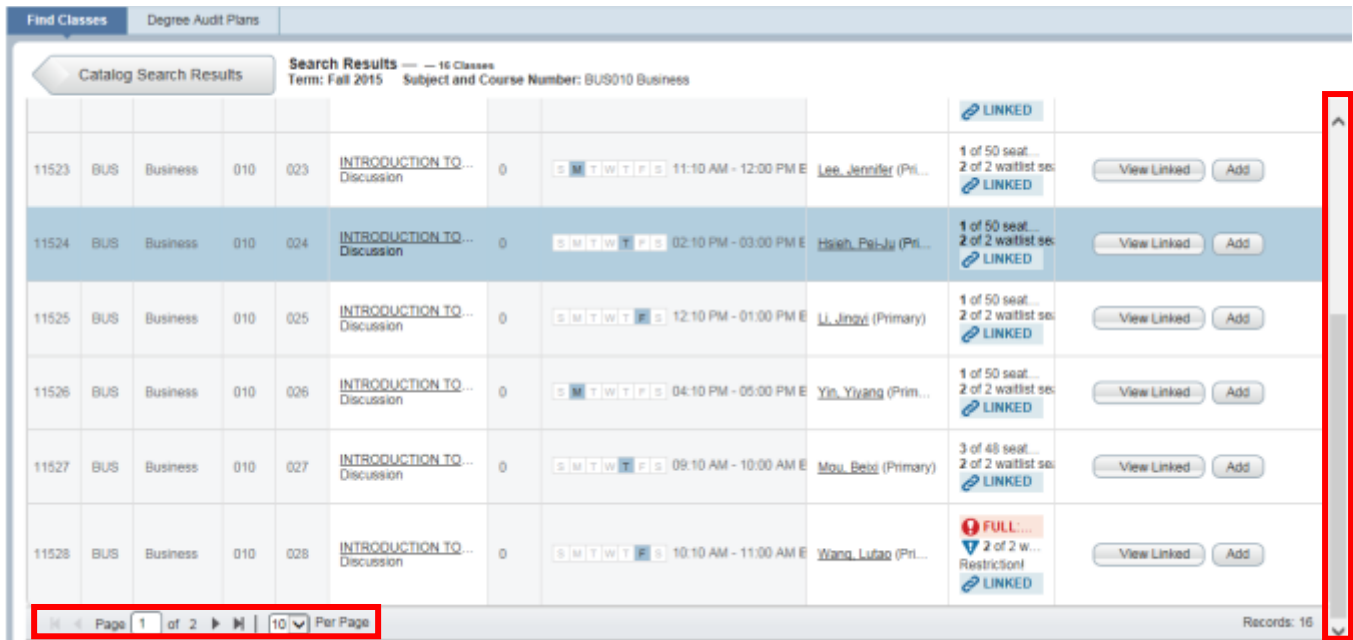 Find Classes Degree Audit Plans
Catalog Search Results
Search Results — — 16 Classes
Term: Fall 2015 Subject and Course Number: BUS010 Business
LINKED
11523 BUS Business 010 023 INTRODUCTION TO... 0 S M T W T F S 11:10 AM - 12:00 PM E Lee, Jennifer (Pri... 1 of 50 seat... View Linked Add
Discussion 2 of 2 waitlist sea
LINKED
11524 BUS Business 010 024 INTRODUCTION TO... 0 S M T W T F S 02:10 PM - 03:00 PM E Hsieh, Pei-Ju (Pri... 1 of 50 seat... View Linked Add
Discussion 2 of 2 waitlist sea
LINKED
11525 BUS Business 010 025 INTRODUCTION TO... 0 S M T W T F S 12:10 PM - 01:00 PM E Li, Jingyi (Primary) 1 of 50 seat... View Linked Add
Discussion 2 of 2 waitlist sea
LINKED
11526 BUS Business 010 026 INTRODUCTION TO... 0 S M T W T F S 04:10 PM - 05:00 PM E Yin, Yiyang (Prim... 1 of 50 seat... View Linked Add
Discussion 2 of 2 waitlist sea
LINKED
11527 BUS Business 010 027 INTRODUCTION TO... 0 S M T W T F S 09:10 AM - 10:00 AM E Mou, Beixi (Primary) 3 of 48 seat... View Linked Add
Discussion 2 of 2 waitlist sea
LINKED
11528 BUS Business 010 028 INTRODUCTION TO... 0 S M T W T F S 10:10 AM - 11:00 AM E Wang, Lutao (Pri... FULL:... View Linked Add
Discussion 2 of 2 w...
Restriction!
LINKED
Page 1 of 2 10 Per Page Records: 16